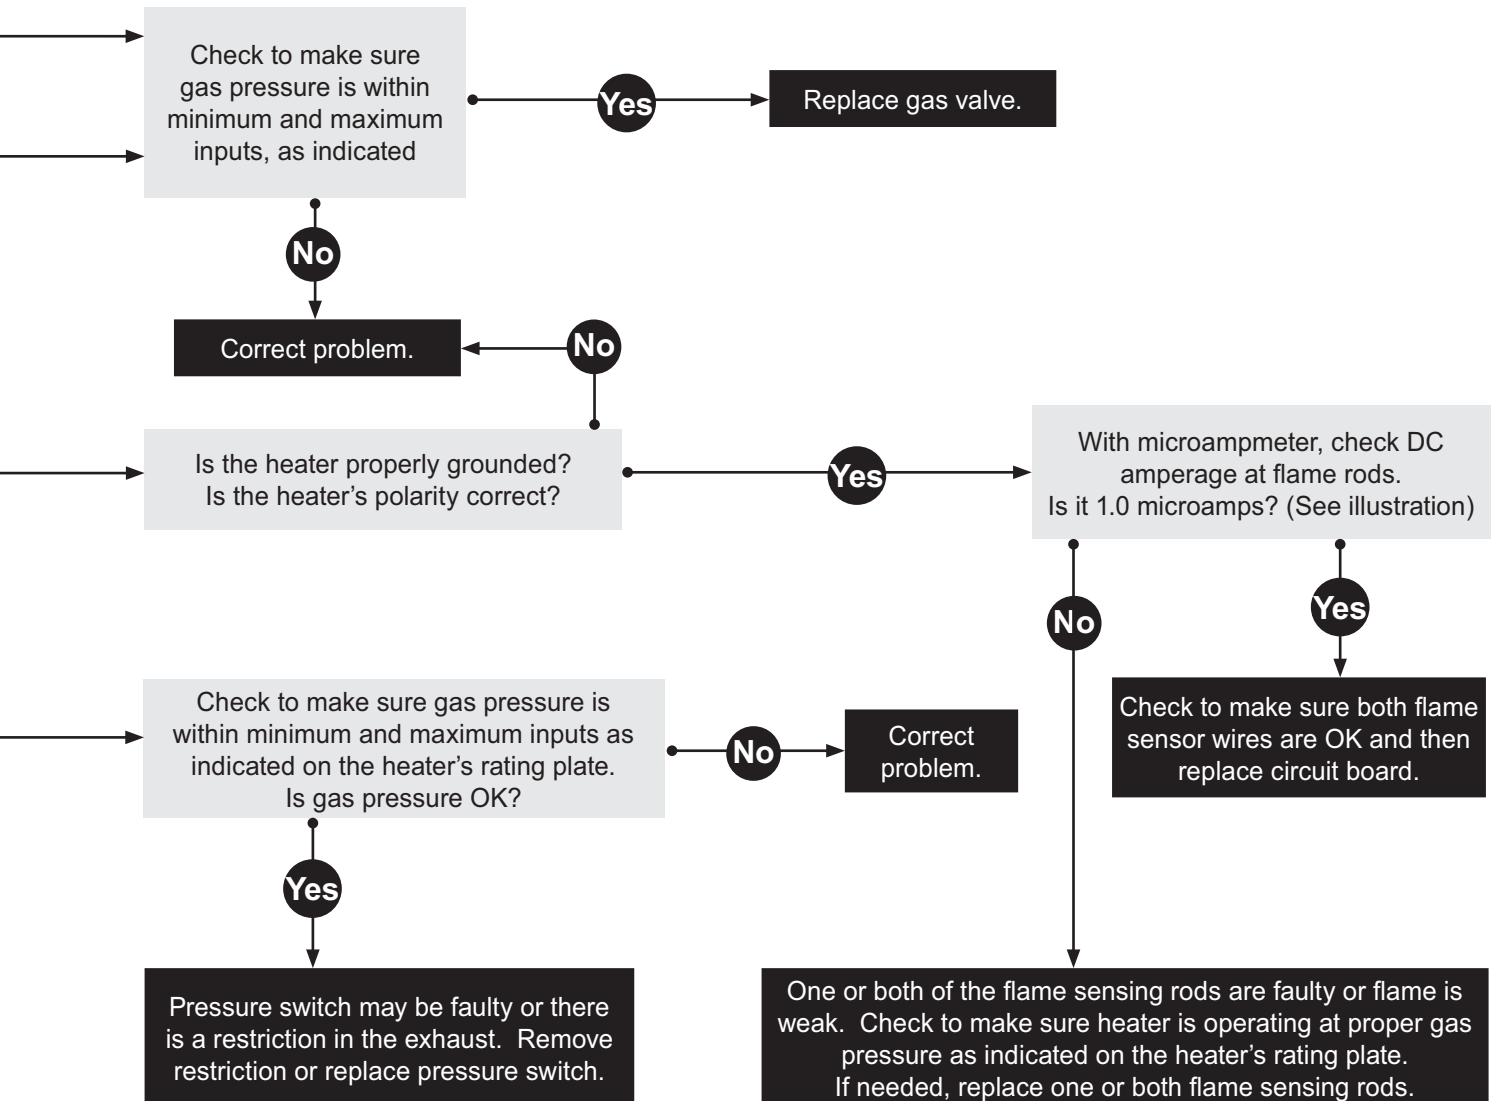 Check to make sure
gas pressure is within
minimum and maximum
inputs, as indicated
Yes
Replace gas valve.
No
Correct problem.
No
Is the heater properly grounded?
Is the heater’s polarity correct?
Yes
With microampmeter, check DC
amperage at flame rods.
Is it 1.0 microamps? (See illustration)
No
Yes
Check to make sure both flame
sensor wires are OK and then
replace circuit board.
Check to make sure gas pressure is
within minimum and maximum inputs as
indicated on the heater’s rating plate.
Is gas pressure OK?
No
Correct
problem.
Yes
Pressure switch may be faulty or there
is a restriction in the exhaust.  Remove
restriction or replace pressure switch.
One or both of the flame sensing rods are faulty or flame is
weak.  Check to make sure heater is operating at proper gas
pressure as indicated on the heater’s rating plate.
If needed, replace one or both flame sensing rods.